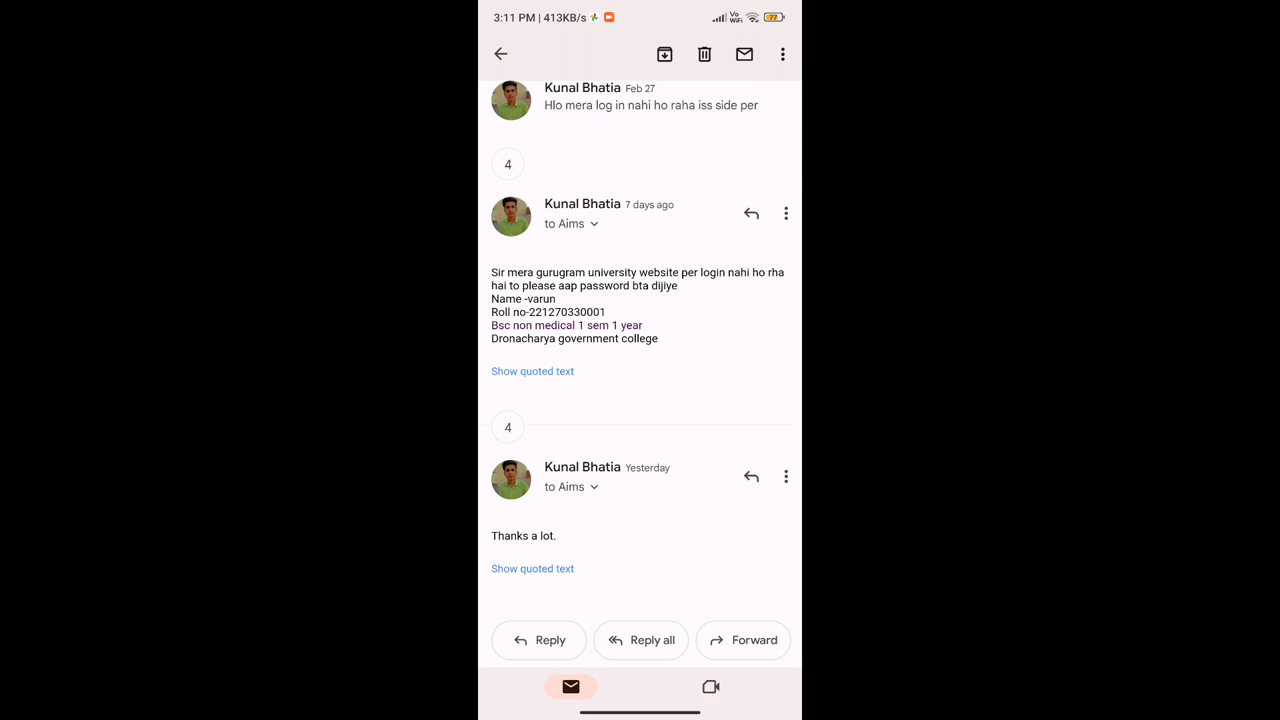 3:11 PM | 413KB/s
Vo WiFi
77
Kunal Bhatia Feb 27
Hlo mera log in nahi ho raha iss side per
4
Kunal Bhatia 7 days ago
to Aims
Sir mera gurugram university website per login nahi ho rha
hai to please aap password bta dijiye
Name -varun
Roll no-221270330001
Bsc non medical 1 sem 1 year
Dronacharya government college
Show quoted text
4
Kunal Bhatia Yesterday
to Aims
Thanks a lot.
Show quoted text
Reply
Reply all
Forward